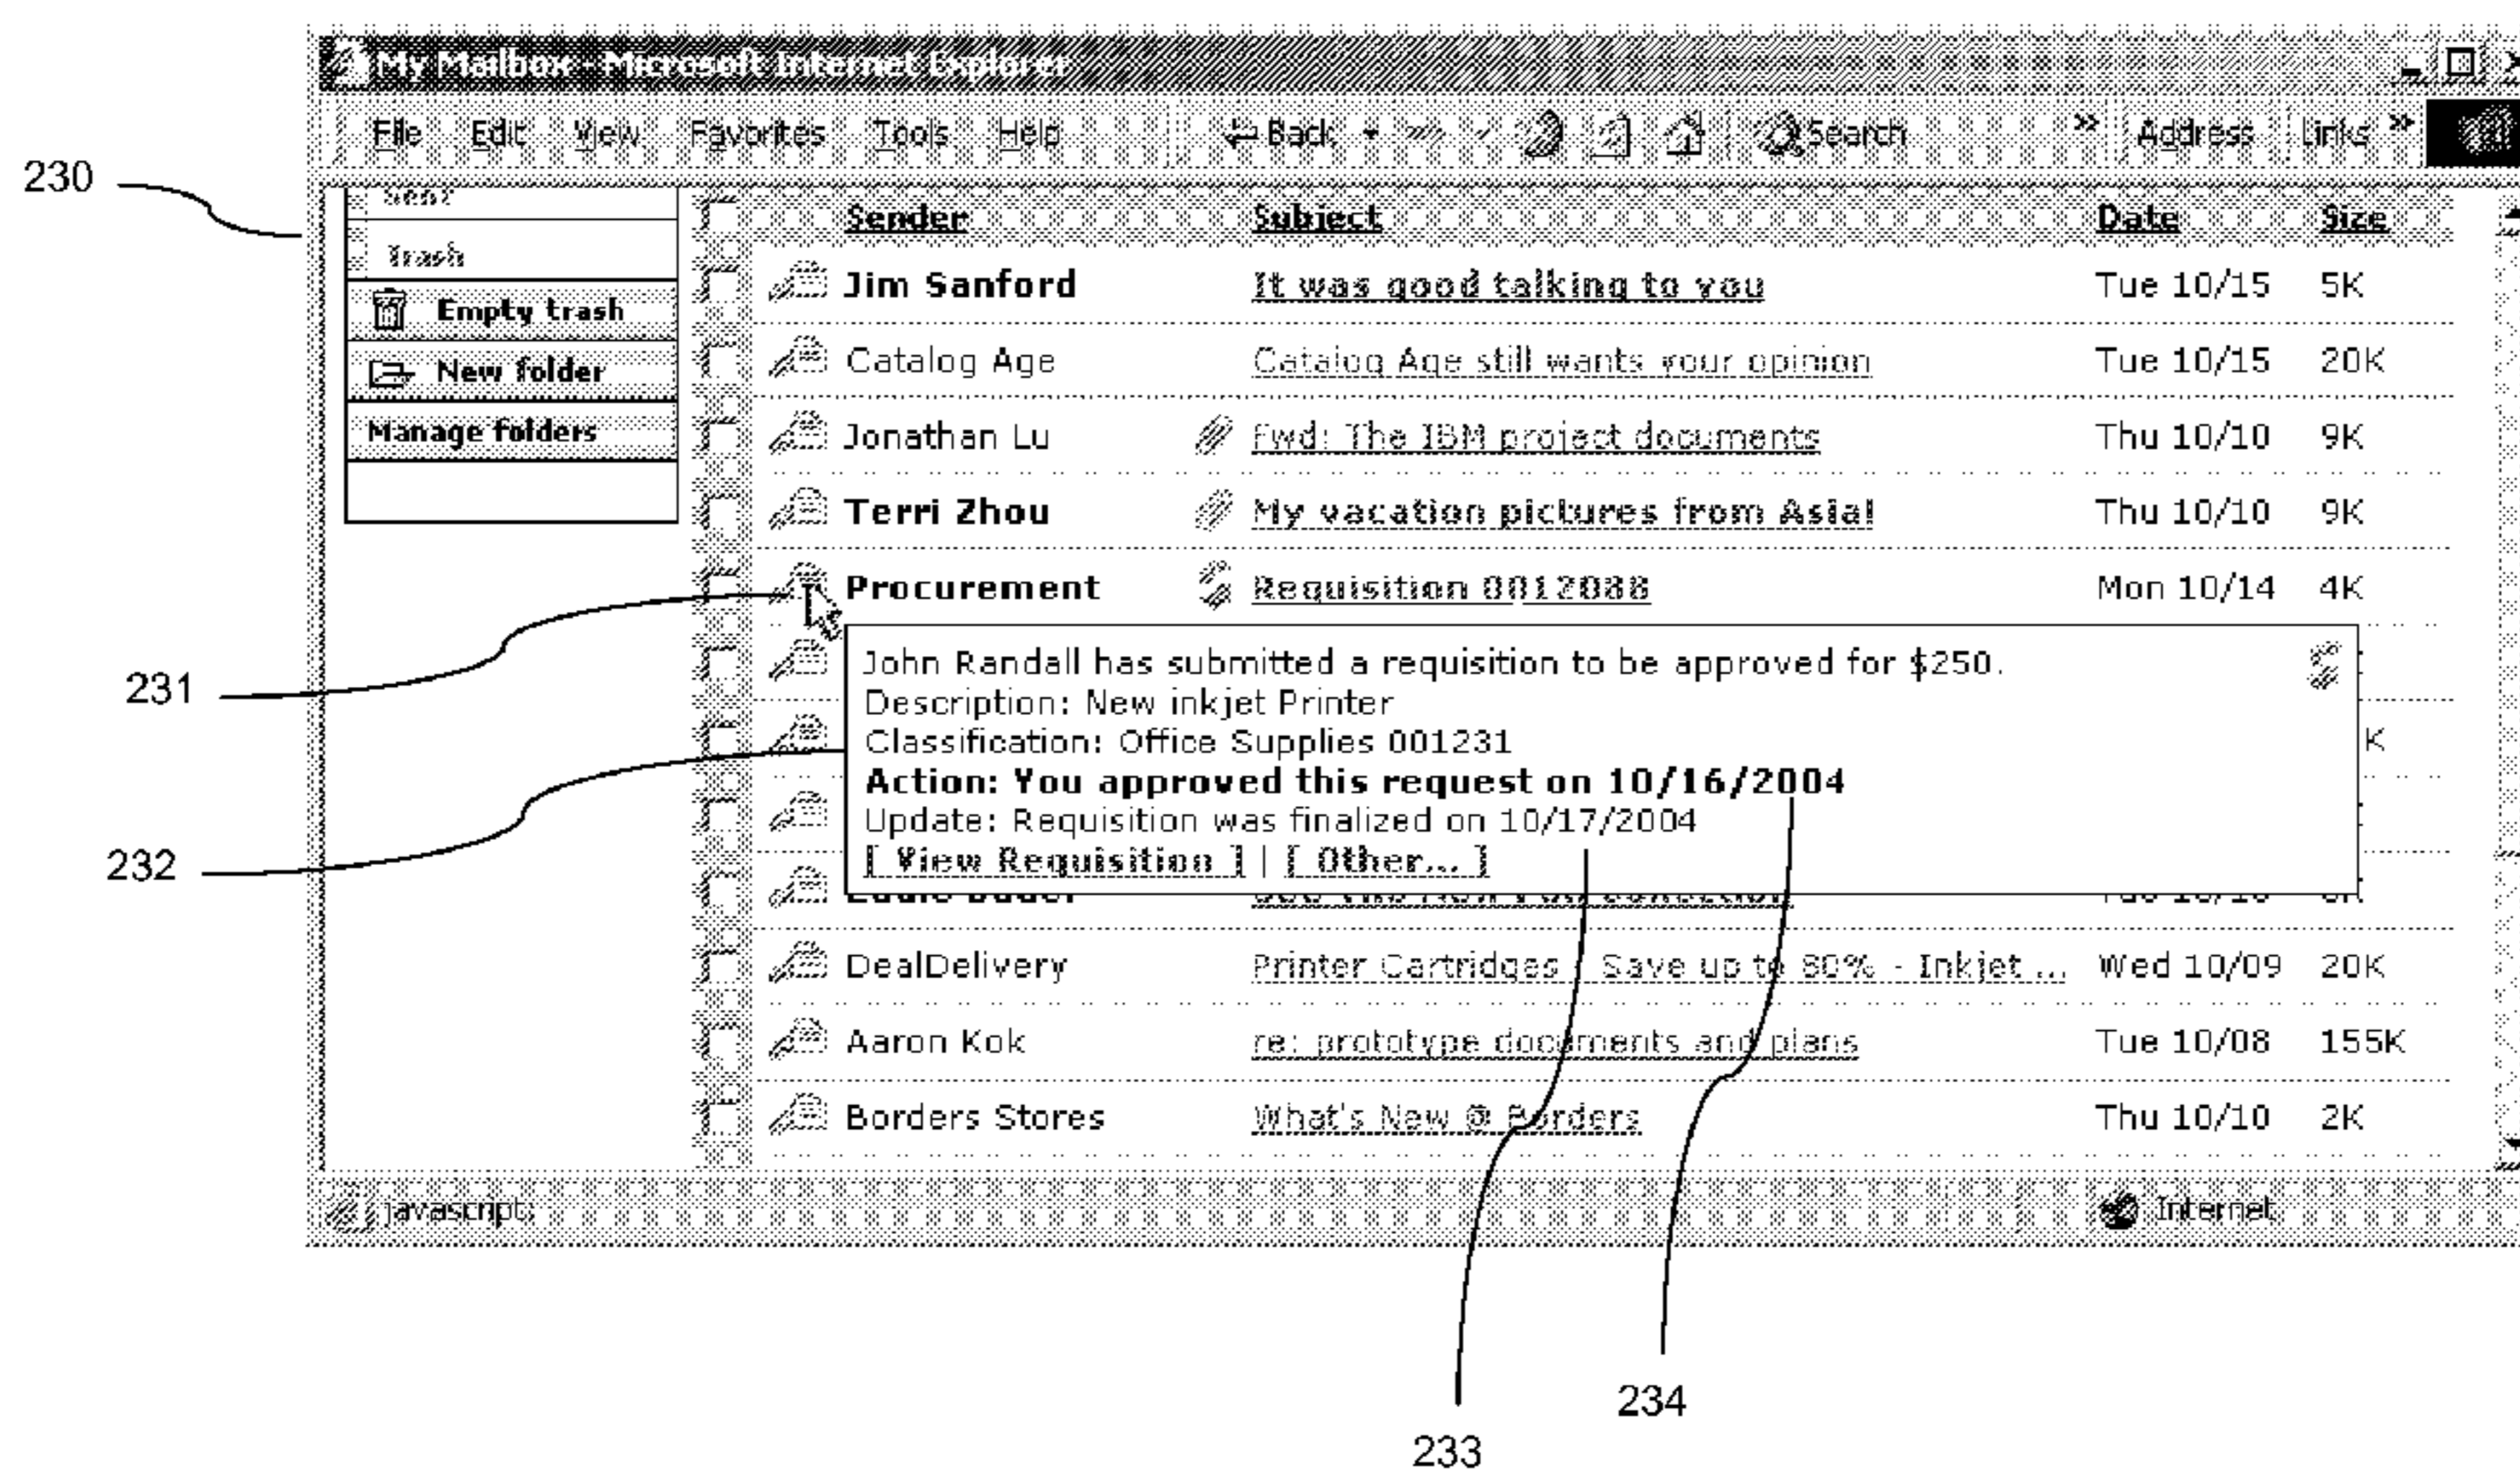 My Mailbox - Microsoft Internet Explorer
File Edit View Favorites Tools Help Back Search » Address Links »
230
Sent
Sender Subject Date Size
Trash
Jim Sanford It was good talking to you Tue 10/15 5K
Empty trash
Catalog Age Catalog Age still wants your opinion Tue 10/15 20K
New folder
Manage folders
Jonathan Lu Fwd: The IBM project documents Thu 10/10 9K
Terri Zhou My vacation pictures from Asia! Thu 10/10 9K
Procurement Requisition 0012088 Mon 10/14 4K
231
John Randall has submitted a requisition to be approved for $250.
Description: New inkjet Printer
Classification: Office Supplies 001231
K
Action: You approved this request on 10/16/2004
Update: Requisition was finalized on 10/17/2004
232
[ View Requisition ] | [ Other... ]
DealDelivery Printer Cartridges - Save up to 80% - Inkjet ... Wed 10/09 20K
Aaron Kok re: prototype documents and plans Tue 10/08 155K
Borders Stores What's New @ Borders Thu 10/10 2K
javascript: Internet
234
233